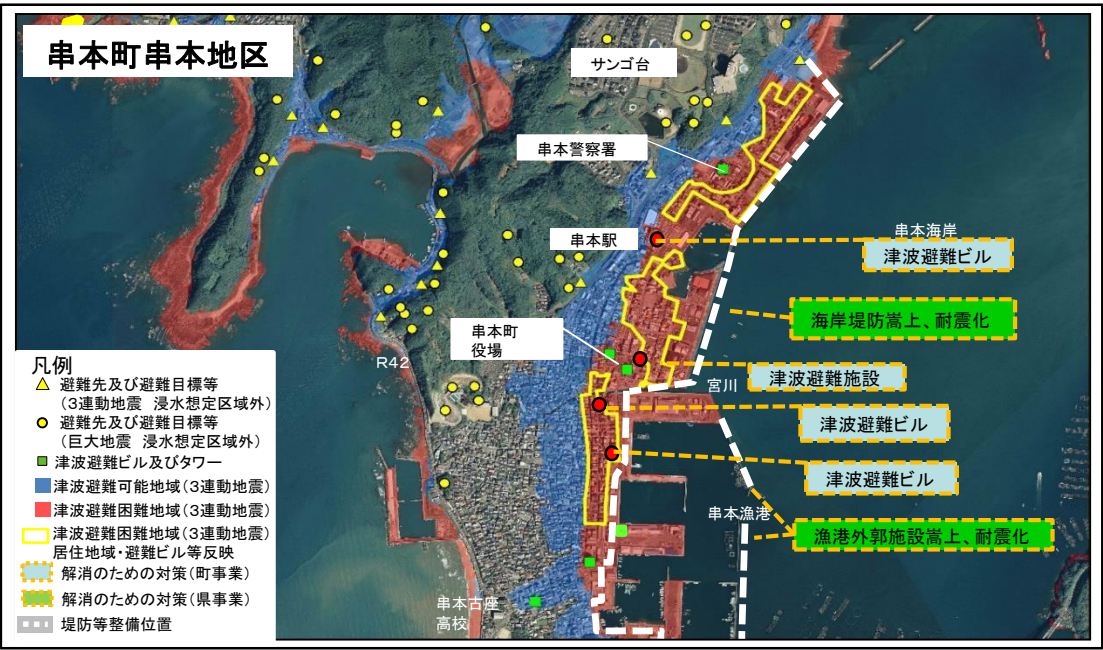 串本町串本地区
サンゴ台
串本警察署
串本駅
串本海岸
津波避難ビル
海岸堤防嵩上、耐震化
串本町
役場
R42
宮川
津波避難施設
津波避難ビル
津波避難ビル
串本漁港
漁港外郭施設嵩上、耐震化
串本古座
高校
凡例
避難先及び避難目標等
(3連動地震 浸水想定区域外)
避難先及び避難目標等
(巨大地震 浸水想定区域外)
津波避難ビル及びタワー
津波避難可能地域(3連動地震)
津波避難困難地域(3連動地震)
津波避難困難地域(3連動地震)
居住地域・避難ビル等反映
解消のための対策(町事業)
解消のための対策(県事業)
堤防等整備位置